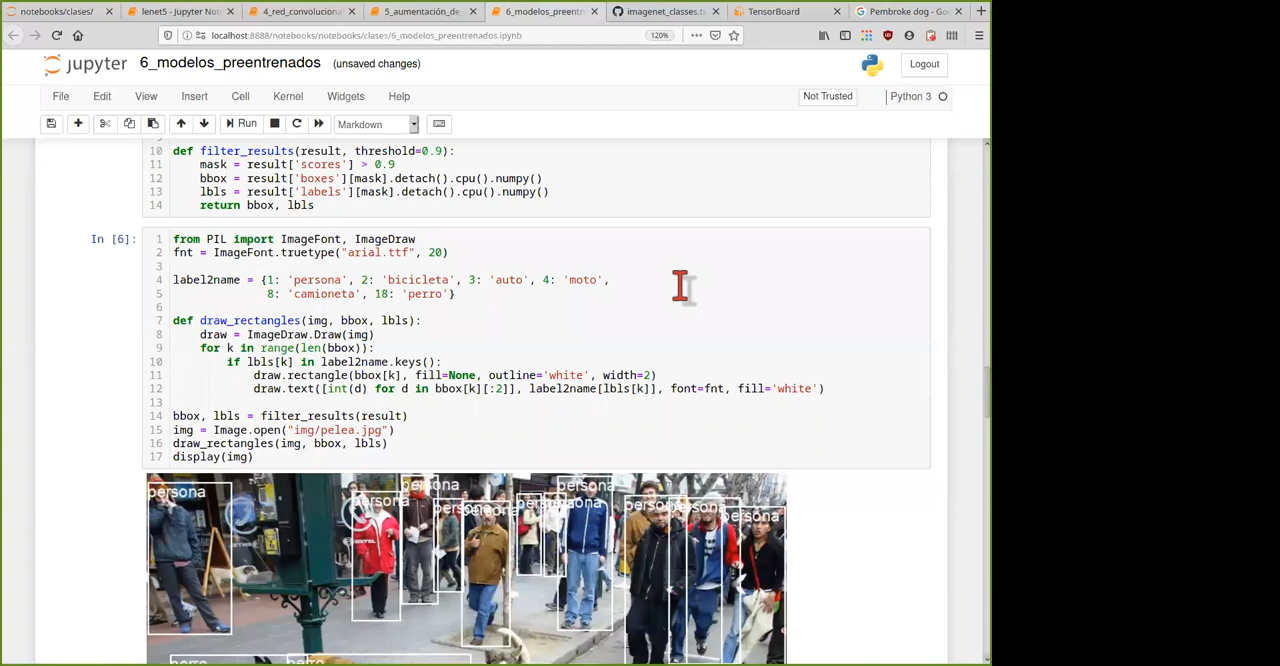 notebooks/clases/
lenet5 - Jupyter Not
4_red_convoluciona
5_aumentación_de_
6_modelos_preentre
imagenet_classes.tx
TensorBoard
Pembroke dog - Goo
localhost:8888/notebooks/notebooks/clases/6_modelos_preentrenados.ipynb
120%
jupyter
6_modelos_preentrenados
(unsaved changes)
Logout
File
Edit
View
Insert
Cell
Kernel
Widgets
Help
Not Trusted
Python 3
Run
Markdown
10 def filter_results(result, threshold=0.9):
11     mask = result['scores'] > 0.9
12     bbox = result['boxes'][mask].detach().cpu().numpy()
13     lbls = result['labels'][mask].detach().cpu().numpy()
14     return bbox, lbls
In [6]:
1 from PIL import ImageFont, ImageDraw
2 fnt = ImageFont.truetype("arial.ttf", 20)
3
4 label2name = {1: 'persona', 2: 'bicicleta', 3: 'auto', 4: 'moto',
5               8: 'camioneta', 18: 'perro'}
6
7 def draw_rectangles(img, bbox, lbls):
8     draw = ImageDraw.Draw(img)
9     for k in range(len(bbox)):
10         if lbls[k] in label2name.keys():
11             draw.rectangle(bbox[k], fill=None, outline='white', width=2)
12             draw.text([int(d) for d in bbox[k][:2]], label2name[lbls[k]], font=fnt, fill='white')
13
14 bbox, lbls = filter_results(result)
15 img = Image.open("img/pelea.jpg")
16 draw_rectangles(img, bbox, lbls)
17 display(img)
persona
persona
persona
persona
persona
persona
persona
persona
perro
perro